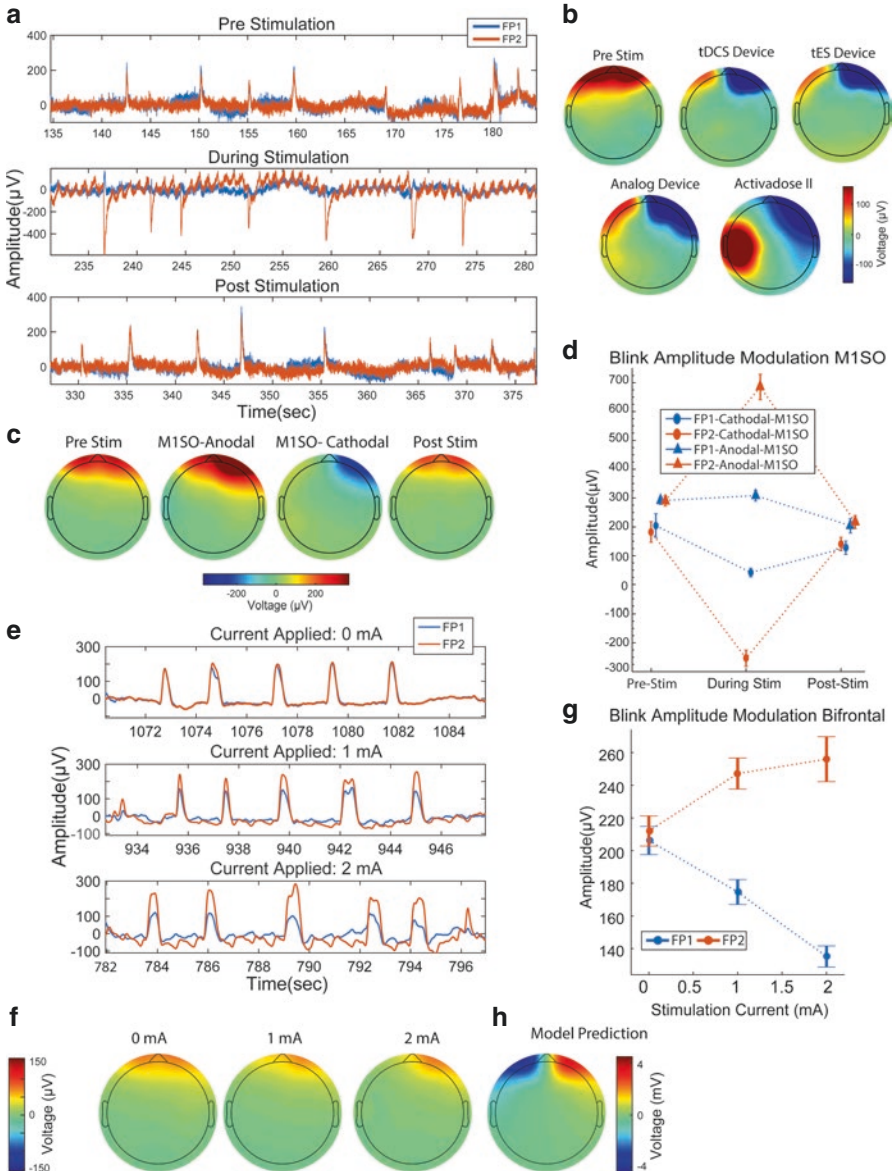 a
Pre Stimulation
FP1
FP2
400
200
0
135 140 145 150 155 160 165 170 175 180
During Stimulation
0
-200
-400
235 240 245 250 255 260 265 270 275 280
Post Stimulation
400
200
0
330 335 340 345 350 355 360 365 370 375
Amplitude(µV)
Time(sec)
b
Pre Stim
tDCS Device
tES Device
Analog Device
Activadose II
100
0
-100
Voltage (µV)
c
Pre Stim
M1SO-Anodal
M1SO- Cathodal
Post Stim
-200 0 200
Voltage (µV)
d
Blink Amplitude Modulation M1SO
FP1-Cathodal-M1SO
FP2-Cathodal-M1SO
FP1-Anodal-M1SO
FP2-Anodal-M1SO
700
600
500
400
300
200
100
0
-100
-200
-300
Amplitude(µV)
Pre-Stim During Stim Post-Stim
e
Current Applied: 0 mA
FP1
FP2
300
100
0
1072 1074 1076 1078 1080 1082 1084
Current Applied: 1 mA
300
100
0
-100
934 936 938 940 942 944 946
Current Applied: 2 mA
300
100
0
-100
782 784 786 788 790 792 794 796
Amplitude(µV)
Time(sec)
g
Blink Amplitude Modulation Bifrontal
260
240
220
200
180
160
140
Amplitude(µV)
FP1 FP2
0 0.5 1 1.5 2
Stimulation Current (mA)
f
0 mA
1 mA
2 mA
150
0
-150
Voltage (µV)
h
Model Prediction
4
0
-4
Voltage (mV)